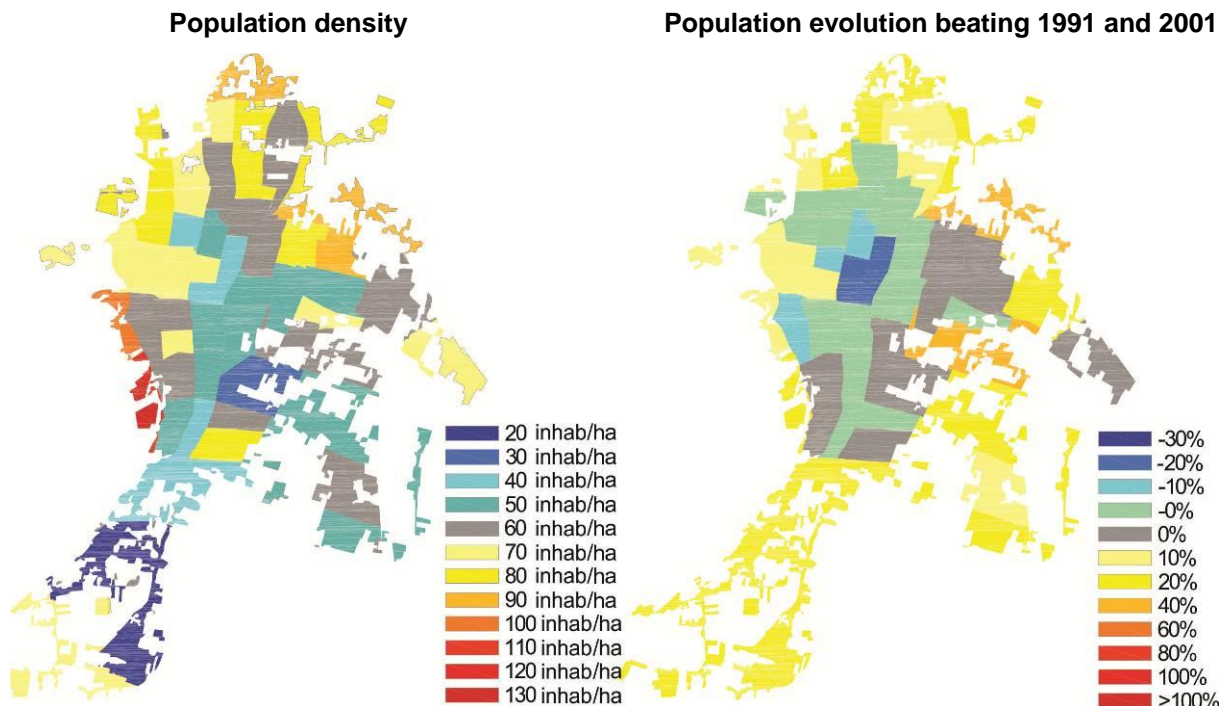 Population density
Population evolution beating 1991 and 2001
20 inhab/ha
30 inhab/ha
40 inhab/ha
50 inhab/ha
60 inhab/ha
70 inhab/ha
80 inhab/ha
90 inhab/ha
100 inhab/ha
110 inhab/ha
120 inhab/ha
130 inhab/ha
-30%
-20%
-10%
-0%
0%
10%
20%
40%
60%
80%
100%
>100%